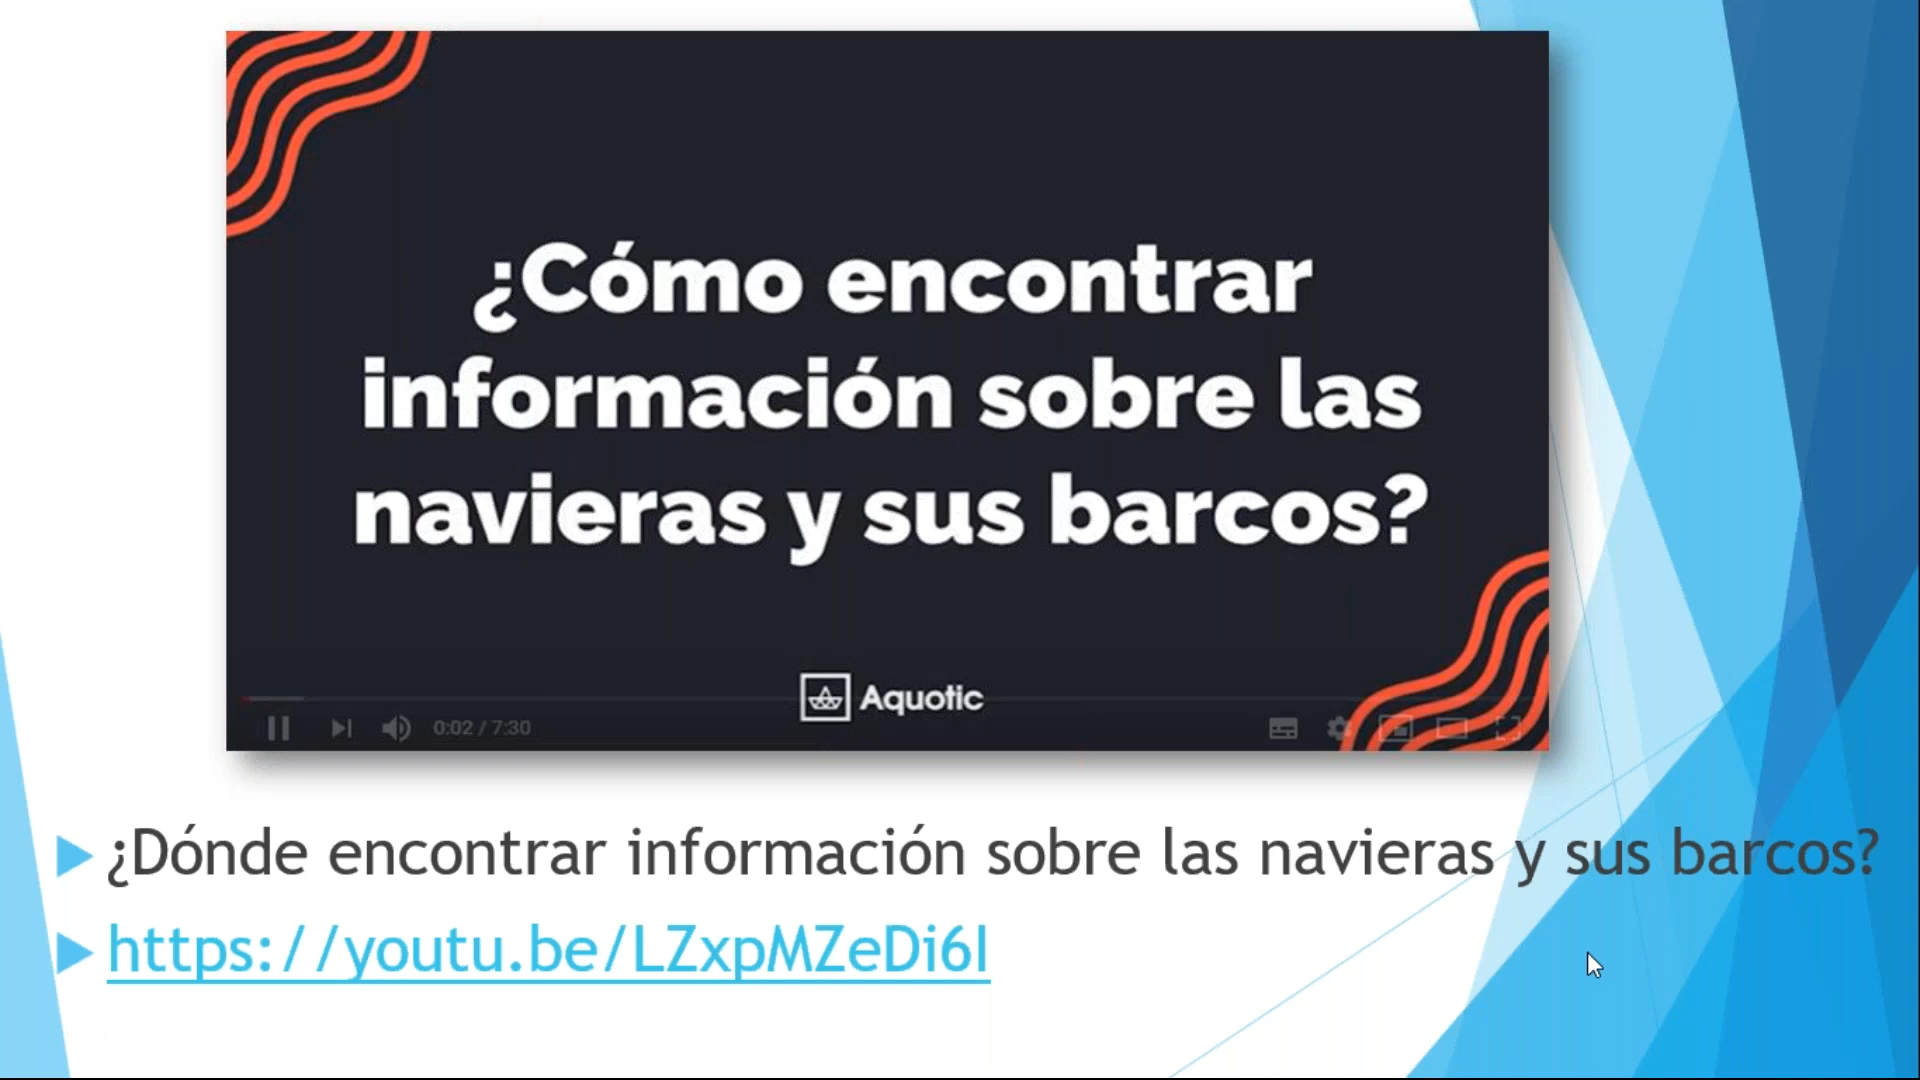 ¿Cómo encontrar
información sobre las
navieras y sus barcos?
Aquotic
0:02 / 7:30
¿Dónde encontrar información sobre las navieras y sus barcos?
https://youtu.be/LZxpMZeDi6I